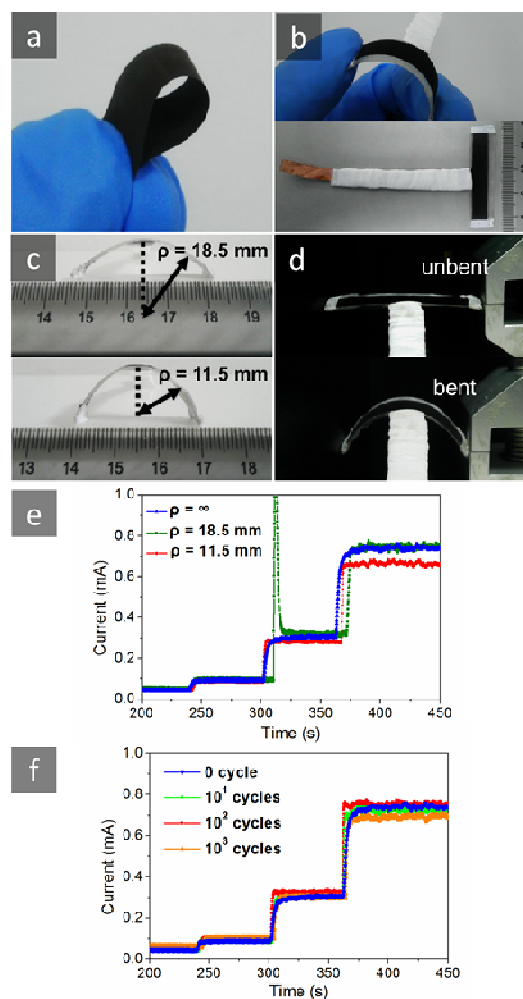 a
b
c
ρ = 18.5 mm
14 15 16 17 18 19
ρ = 11.5 mm
13 14 15 16 17 18
d
unbent
bent
e
ρ = ∞
ρ = 18.5 mm
ρ = 11.5 mm
Current (mA)
1.0
0.8
0.6
0.4
0.2
0.0
200 250 300 350 400 450
Time (s)
f
0 cycle
10¹ cycles
10² cycles
10³ cycles
Current (mA)
1.0
0.8
0.6
0.4
0.2
0.0
200 250 300 350 400 450
Time (s)